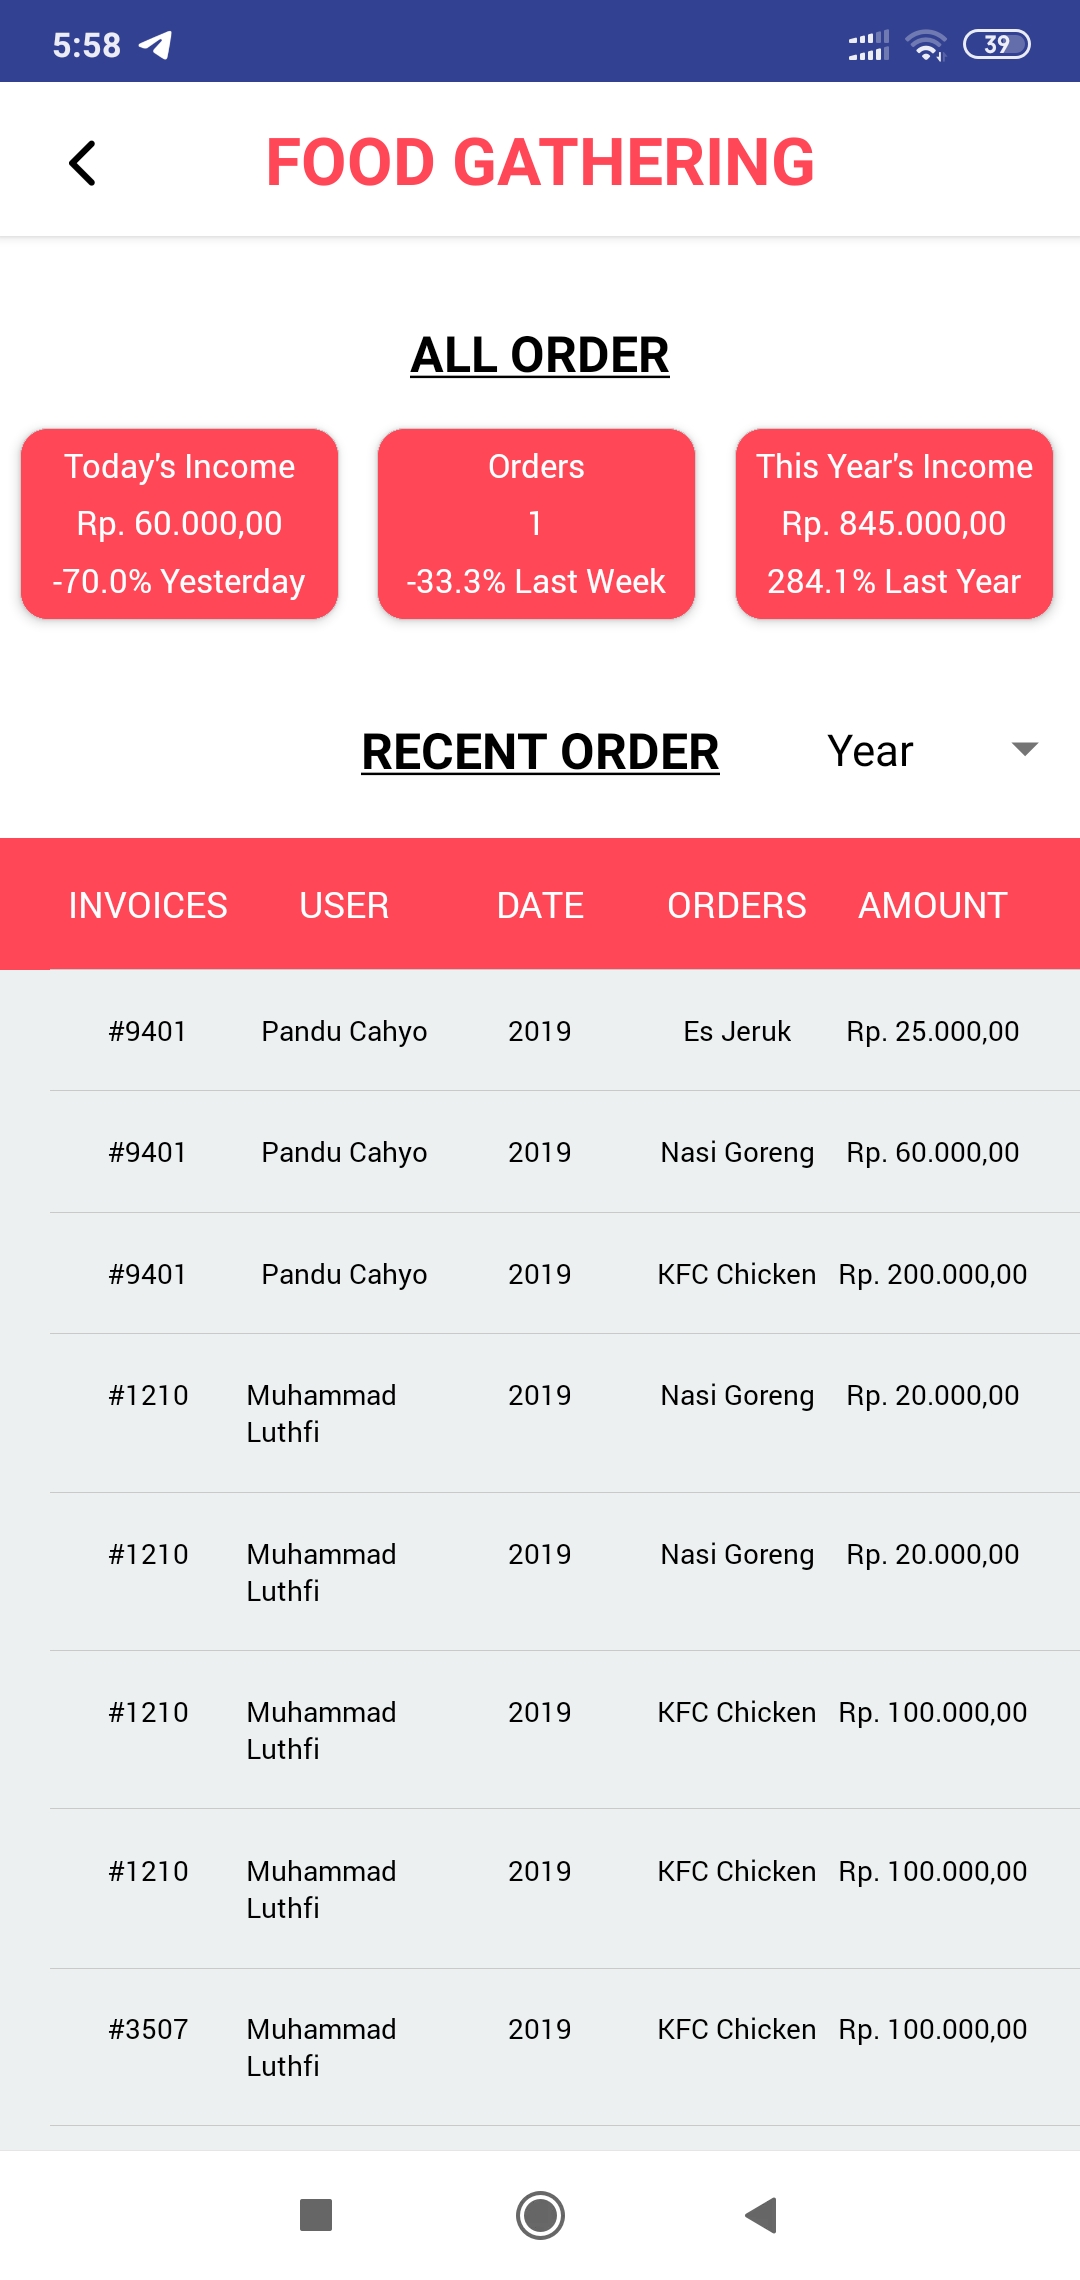 5:58
39
FOOD GATHERING
ALL ORDER
Today's Income Orders This Year's Income
Rp. 60.000,00 1 Rp. 845.000,00
-70.0% Yesterday -33.3% Last Week 284.1% Last Year
RECENT ORDER Year
INVOICES USER DATE ORDERS AMOUNT
#9401 Pandu Cahyo 2019 Es Jeruk Rp. 25.000,00
#9401 Pandu Cahyo 2019 Nasi Goreng Rp. 60.000,00
#9401 Pandu Cahyo 2019 KFC Chicken Rp. 200.000,00
#1210 Muhammad 2019 Nasi Goreng Rp. 20.000,00
Luthfi
#1210 Muhammad 2019 Nasi Goreng Rp. 20.000,00
Luthfi
#1210 Muhammad 2019 KFC Chicken Rp. 100.000,00
Luthfi
#1210 Muhammad 2019 KFC Chicken Rp. 100.000,00
Luthfi
#3507 Muhammad 2019 KFC Chicken Rp. 100.000,00
Luthfi